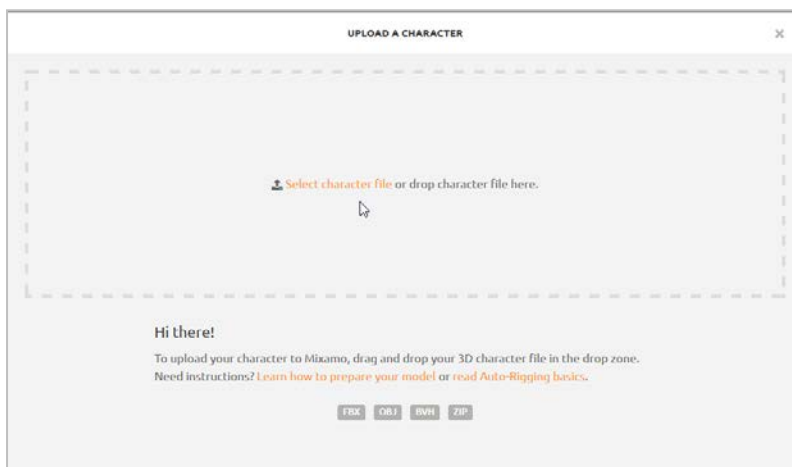 UPLOAD A CHARACTER
Select character file or drop character file here.
Hi there!
To upload your character to Mixamo, drag and drop your 3D character file in the drop zone.
Need instructions? Learn how to prepare your model or read Auto-Rigging basics.
FBX OBJ BVH ZIP